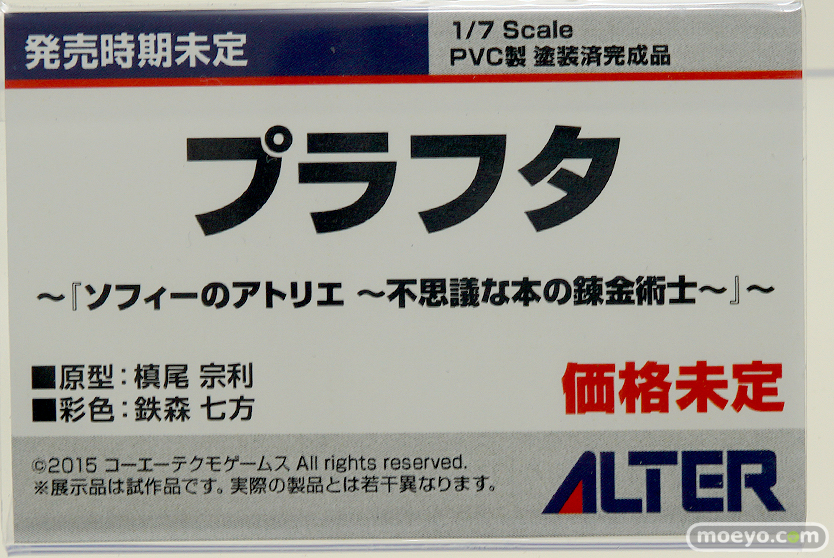 発売時期未定
1/7 Scale
PVC製 塗装済完成品
プラフタ
～『ソフィーのアトリエ ～不思議な本の錬金術士～』～
■原型：槙尾 宗利
■彩色：鉄森 七方
価格未定
©2015 コーエーテクモゲームス All rights reserved.
※展示品は試作品です。実際の製品とは若干異なります。
ALTER
moeyo.com